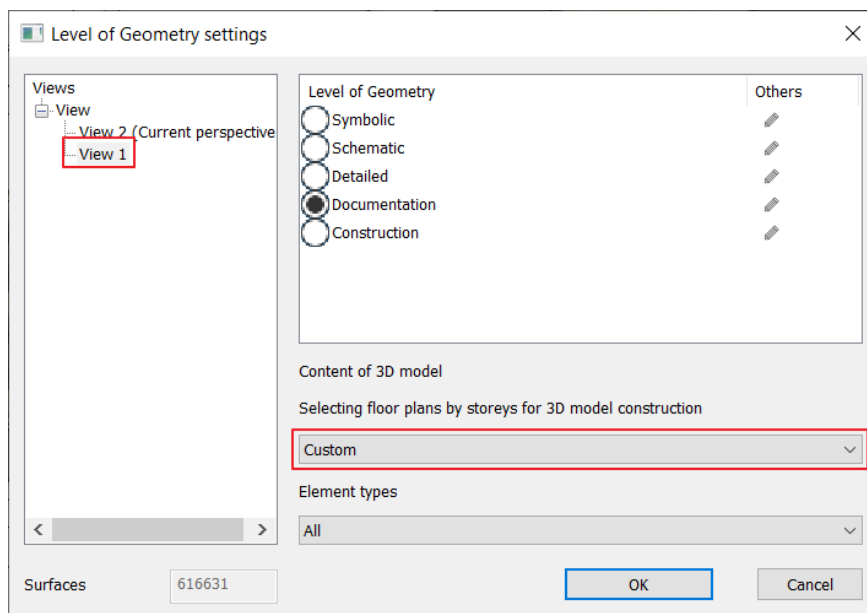 Level of Geometry settings
Views
View
View 2 (Current perspective
View 1
Level of Geometry
Others
Symbolic
Schematic
Detailed
Documentation
Construction
Content of 3D model
Selecting floor plans by storeys for 3D model construction
Custom
Element types
All
Surfaces
616631
OK
Cancel